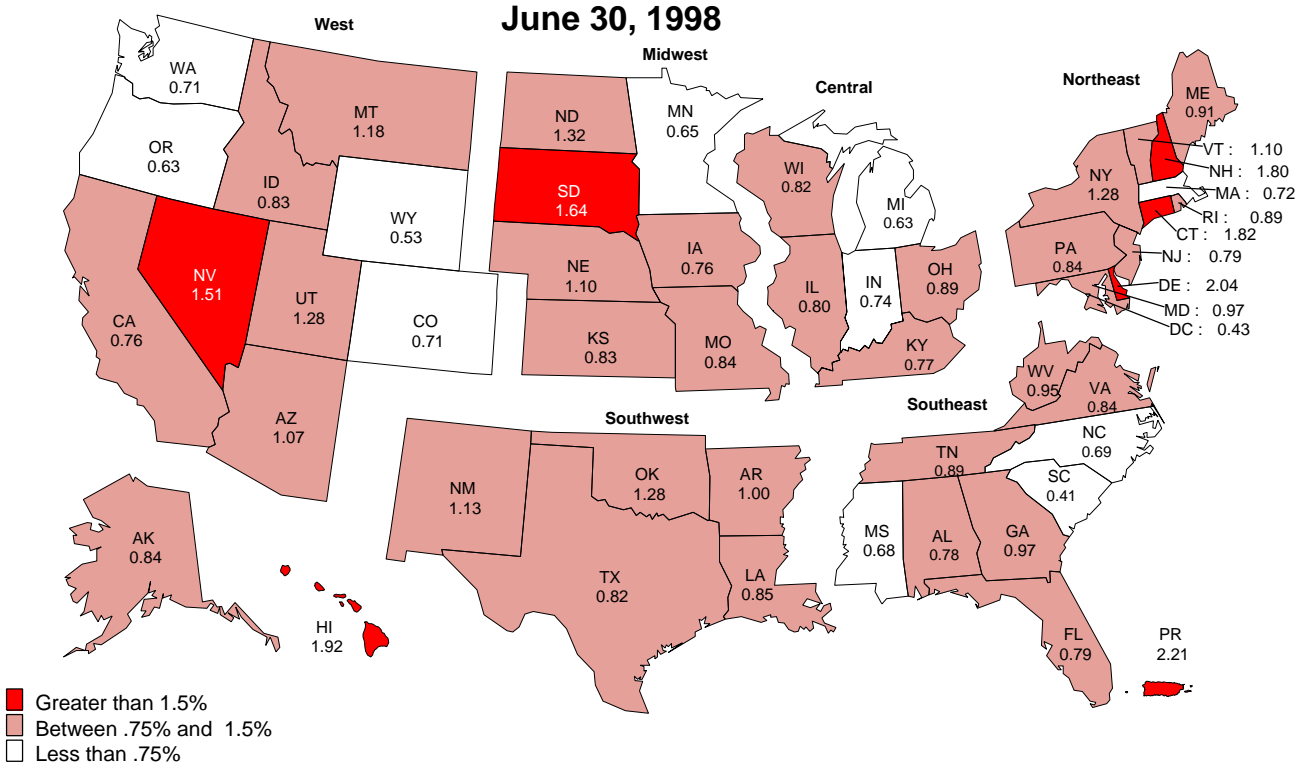 June 30, 1998
West
WA
0.71
OR
0.63
MT
1.18
ID
0.83
WY
0.53
NV
1.51
UT
1.28
CO
0.71
CA
0.76
AZ
1.07
AK
0.84
HI
1.92
Midwest
ND
1.32
MN
0.65
SD
1.64
NE
1.10
IA
0.76
KS
0.83
MO
0.84
Central
WI
0.82
MI
0.63
IL
0.80
IN
0.74
OH
0.89
KY
0.77
Northeast
ME
0.91
VT : 1.10
NH : 1.80
MA : 0.72
RI : 0.89
CT : 1.82
NJ : 0.79
DE : 2.04
MD : 0.97
DC : 0.43
NY
1.28
PA
0.84
Southwest
NM
1.13
OK
1.28
AR
1.00
TX
0.82
LA
0.85
Southeast
WV
0.95
VA
0.84
NC
0.69
TN
0.89
SC
0.41
MS
0.68
AL
0.78
GA
0.97
FL
0.79
PR
2.21
Greater than 1.5%
Between .75% and 1.5%
Less than .75%